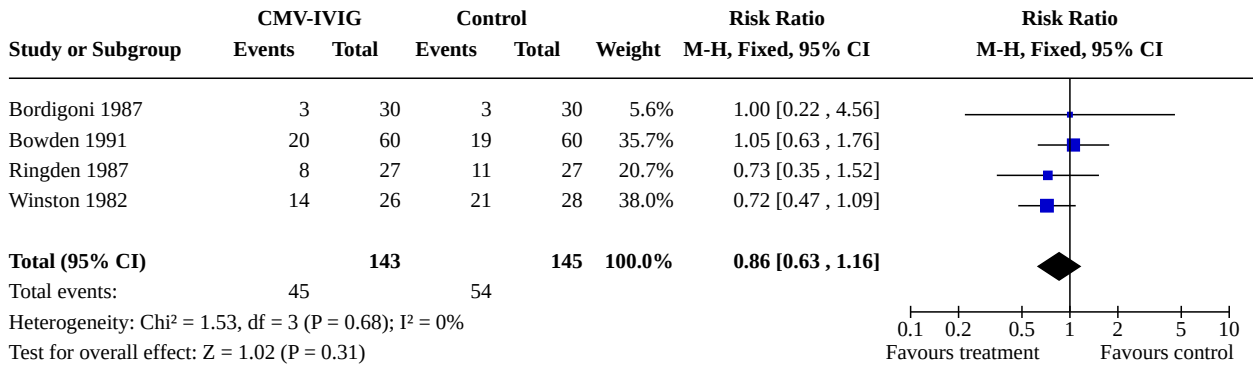 CMV-IVIG Control Risk Ratio Risk Ratio
Study or Subgroup Events Total Events Total Weight M-H, Fixed, 95% CI M-H, Fixed, 95% CI
Bordigoni 1987 3 30 3 30 5.6% 1.00 [0.22 , 4.56]
Bowden 1991 20 60 19 60 35.7% 1.05 [0.63 , 1.76]
Ringden 1987 8 27 11 27 20.7% 0.73 [0.35 , 1.52]
Winston 1982 14 26 21 28 38.0% 0.72 [0.47 , 1.09]
Total (95% CI) 143 145 100.0% 0.86 [0.63 , 1.16]
Total events: 45 54
Heterogeneity: Chi² = 1.53, df = 3 (P = 0.68); I² = 0%
0.1 0.2 0.5 1 2 5 10
Test for overall effect: Z = 1.02 (P = 0.31) Favours treatment Favours control